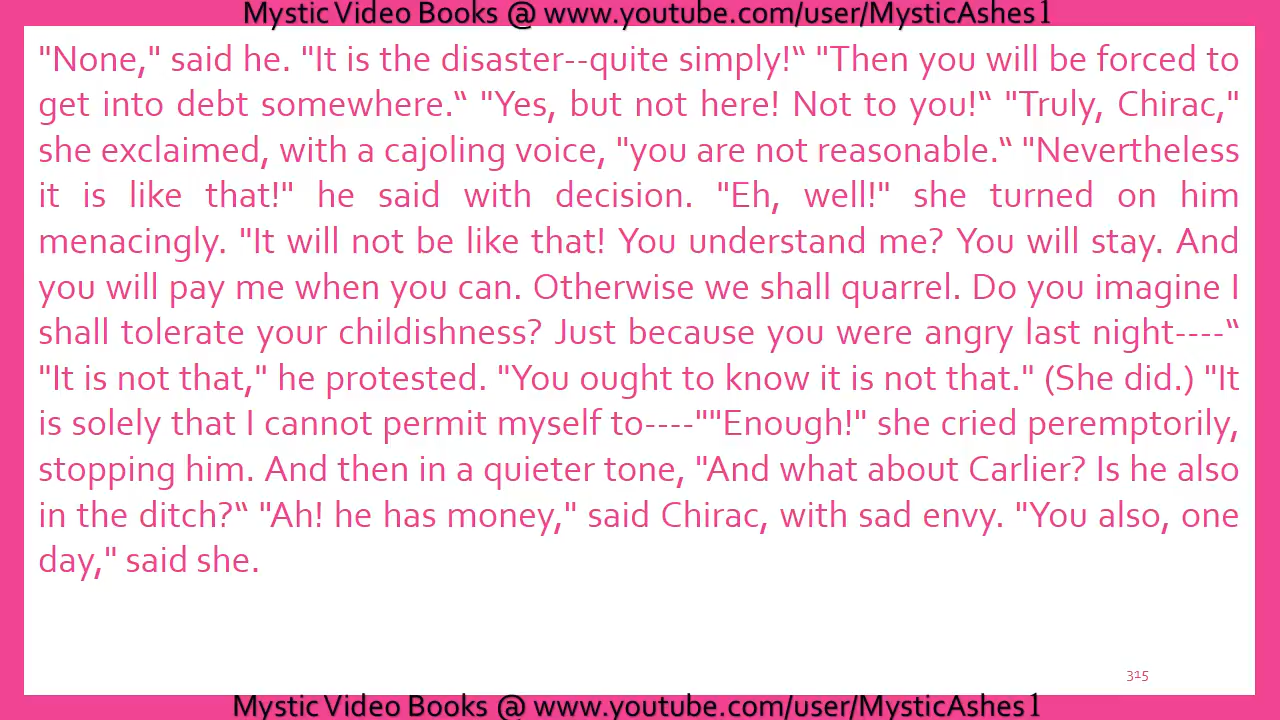 Mystic Video Books @ www.youtube.com/user/MysticAshes1
"None," said he. "It is the disaster--quite simply!“ "Then you will be forced to
get into debt somewhere.“ "Yes, but not here! Not to you!“ "Truly, Chirac,"
she exclaimed, with a cajoling voice, "you are not reasonable.“ "Nevertheless
it is like that!" he said with decision. "Eh, well!" she turned on him
menacingly. "It will not be like that! You understand me? You will stay. And
you will pay me when you can. Otherwise we shall quarrel. Do you imagine I
shall tolerate your childishness? Just because you were angry last night----“
"It is not that," he protested. "You ought to know it is not that." (She did.) "It
is solely that I cannot permit myself to----""Enough!" she cried peremptorily,
stopping him. And then in a quieter tone, "And what about Carlier? Is he also
in the ditch?“ "Ah! he has money," said Chirac, with sad envy. "You also, one
day," said she.
315
Mystic Video Books @ www.youtube.com/user/MysticAshes1